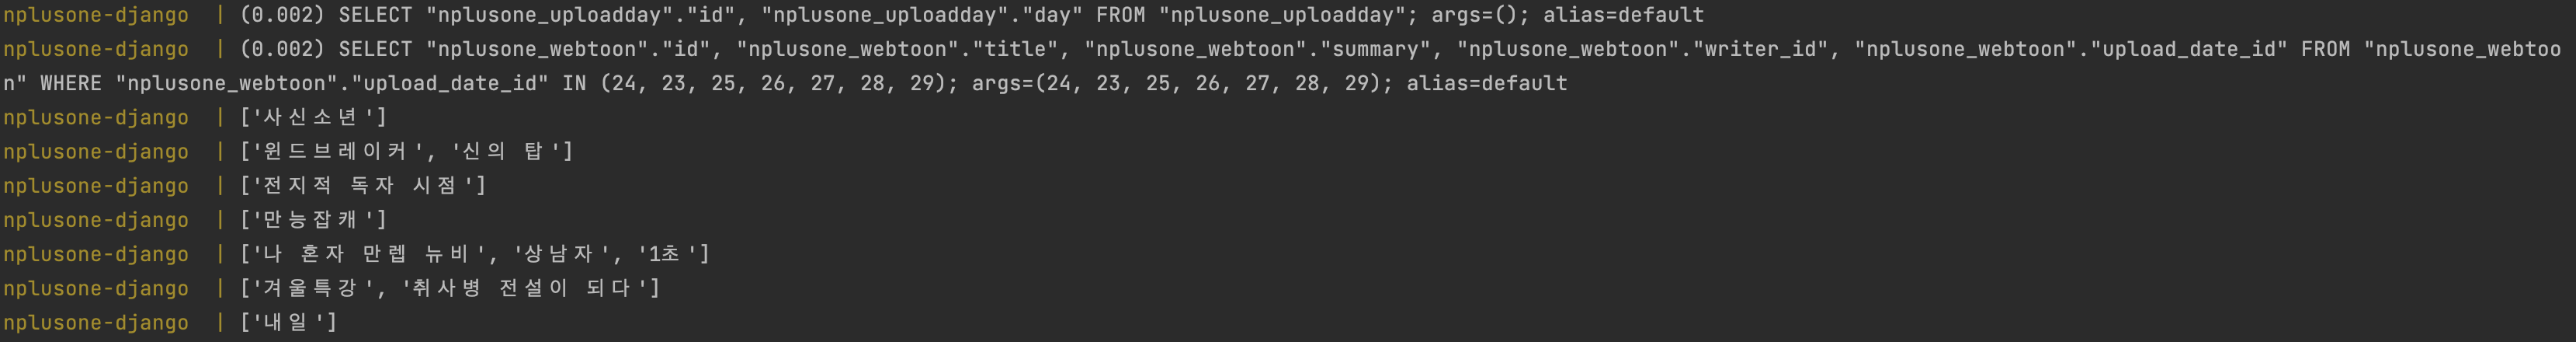 nplusone-django  | (0.002) SELECT "nplusone_uploadday"."id", "nplusone_uploadday"."day" FROM "nplusone_uploadday"; args=(); alias=default
nplusone-django  | (0.002) SELECT "nplusone_webtoon"."id", "nplusone_webtoon"."title", "nplusone_webtoon"."summary", "nplusone_webtoon"."writer_id", "nplusone_webtoon"."upload_date_id" FROM "nplusone_webtoo
n" WHERE "nplusone_webtoon"."upload_date_id" IN (24, 23, 25, 26, 27, 28, 29); args=(24, 23, 25, 26, 27, 28, 29); alias=default
nplusone-django  | ['사신소년']
nplusone-django  | ['윈드브레이커', '신의 탑']
nplusone-django  | ['전지적 독자 시점']
nplusone-django  | ['만능잡캐']
nplusone-django  | ['나 혼자 만렙 뉴비', '상남자', '1초']
nplusone-django  | ['겨울특강', '취사병 전설이 되다']
nplusone-django  | ['내일']